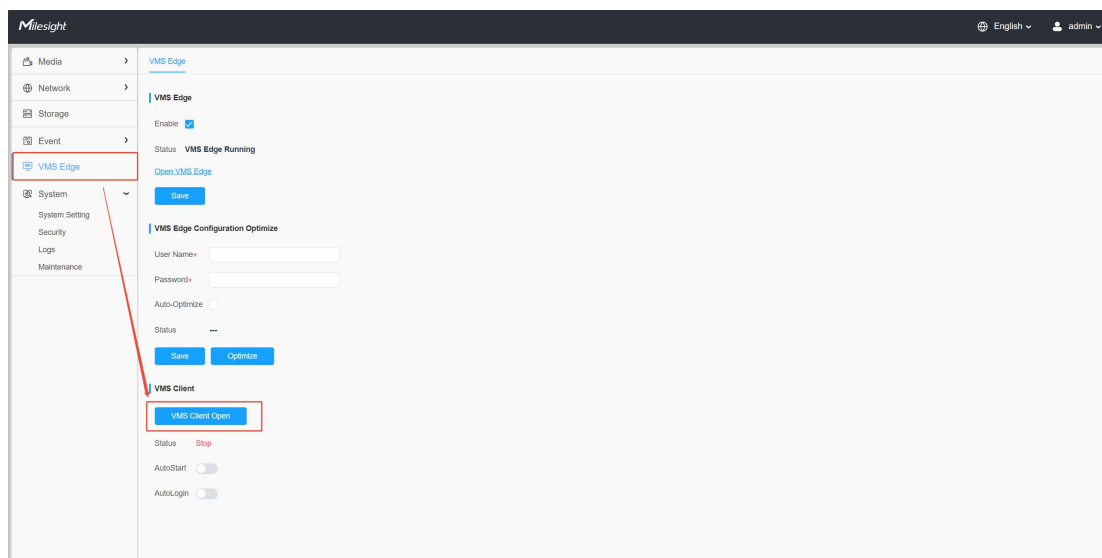 Milesight
English
admin
Media
Network
Storage
Event
VMS Edge
System
System Setting
Security
Logs
Maintenance
VMS Edge
VMS Edge
Enable
Status VMS Edge Running
Open VMS Edge
Save
VMS Edge Configuration Optimize
User Name*
Password*
Auto-Optimize
Status ---
Save Optimize
VMS Client
VMS Client Open
Status Stop
AutoStart
AutoLogin